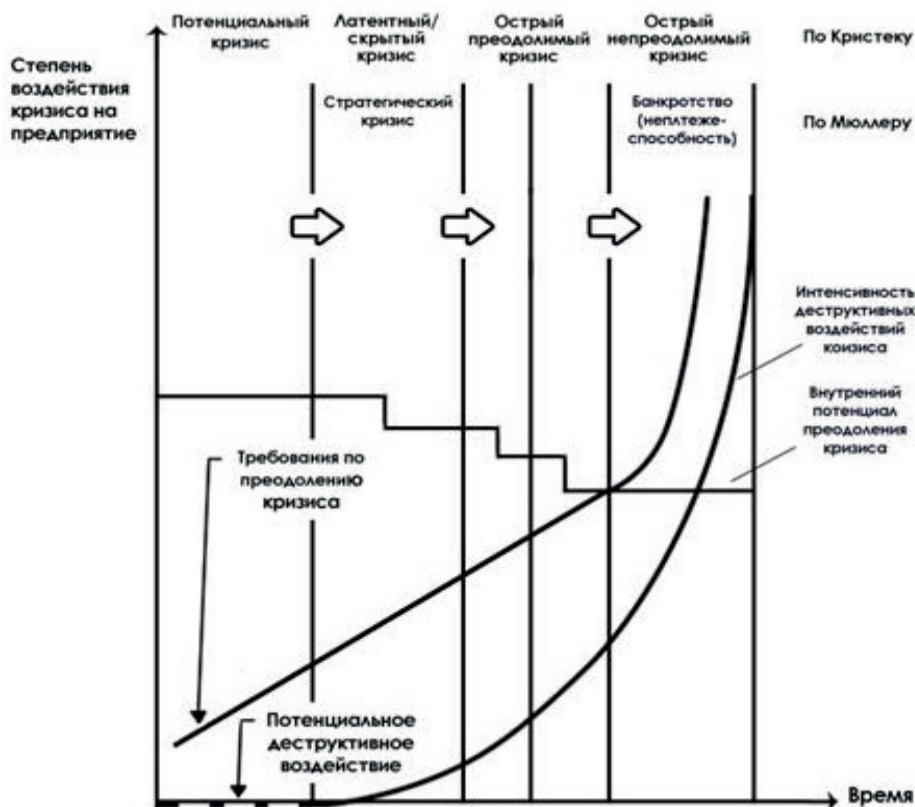 Потенциальный
кризис
Латентный/
скрытый
кризис
Острый
преодолимый
кризис
Острый
непреодолимый
кризис
По Кристеку
Степень
воздействия
кризиса на
предприятие
Стратегический
кризис
Банкротство
(неплтеже-
способность)
По Мюллеру
Интенсивность
деструктивных
воздействий
коизиса
Внутренний
потенциал
преодоления
кризиса
Требования по
преодолению
кризиса
Потенциальное
деструктивное
воздействие
Время